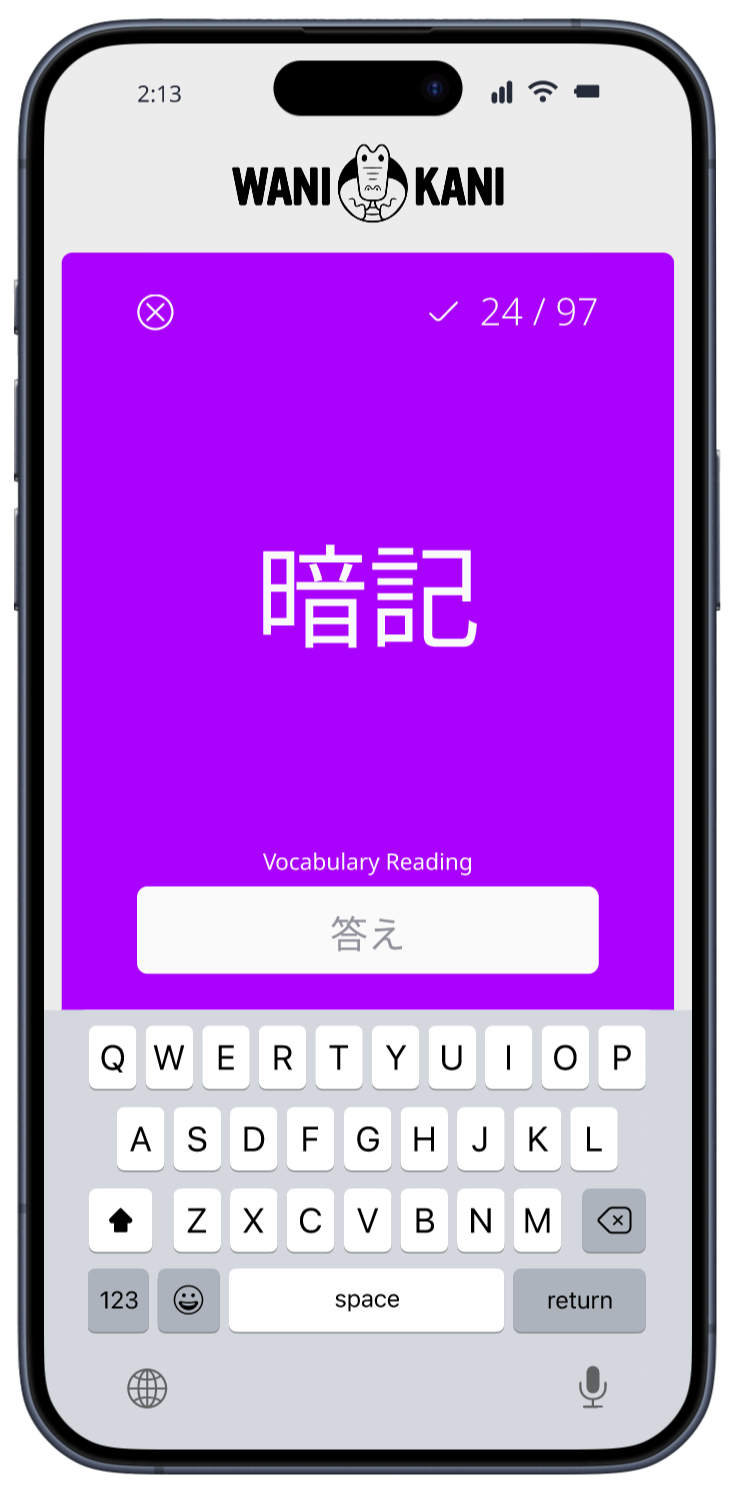 2:13
WANI KANI
24 / 97
暗記
Vocabulary Reading
答え
Q W E R T Y U I O P
A S D F G H J K L
Z X C V B N M
123 space return